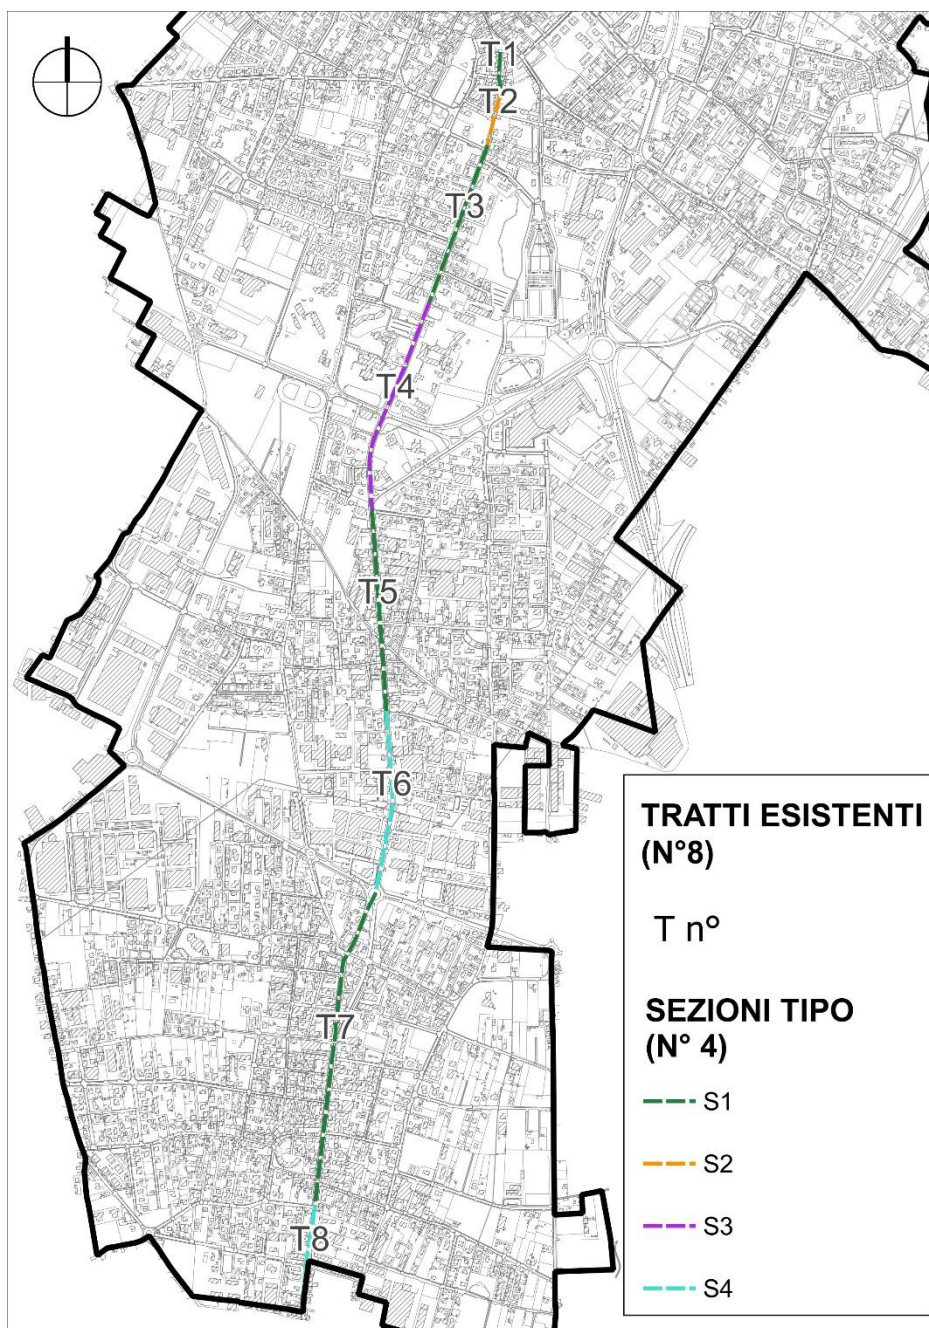 T1
T2
T3
T4
T5
T6
T7
T8
TRATTI ESISTENTI
(N°8)
T n°
SEZIONI TIPO
(N° 4)
S1
S2
S3
S4